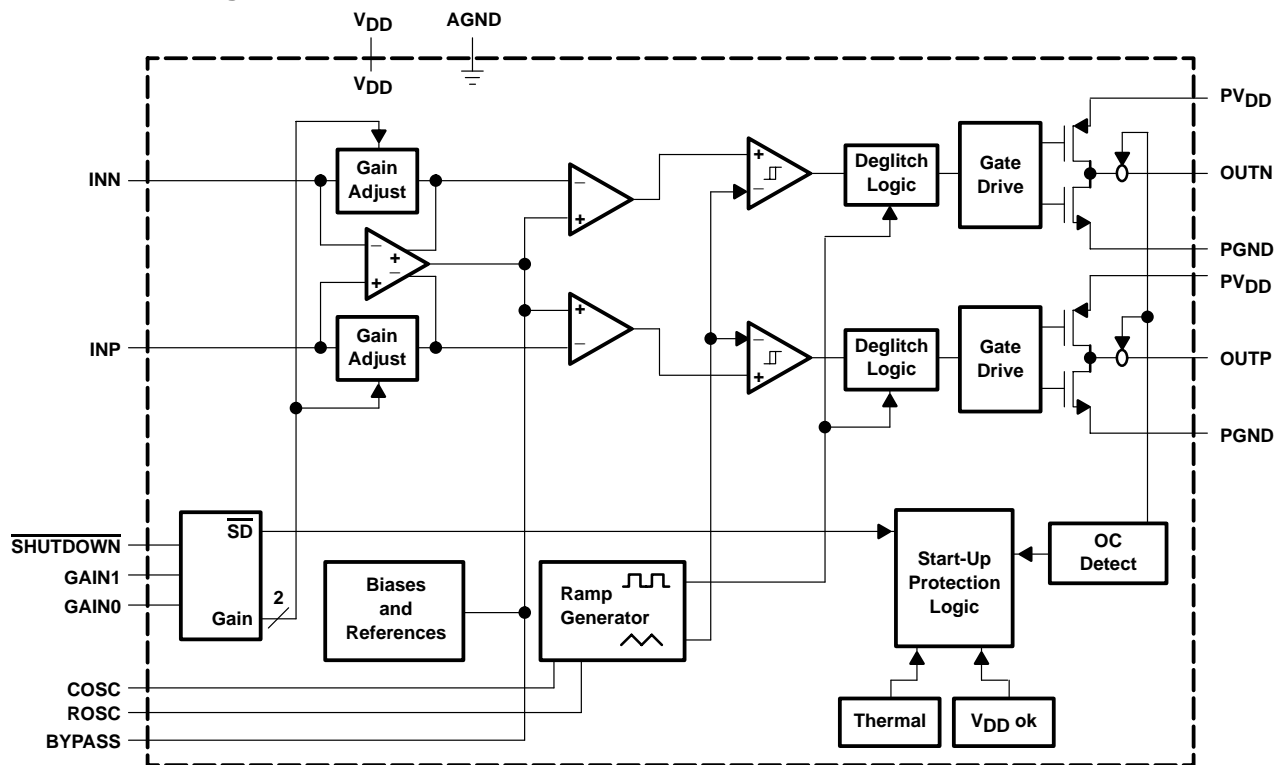 VDD
AGND
VDD
PVDD
INN
Gain
Adjust
−
+
+
−
Deglitch
Logic
Gate
Drive
OUTN
−
+
−
+
PGND
PVDD
INP
Gain
Adjust
+
−
−
+
Deglitch
Logic
Gate
Drive
OUTP
PGND
SHUTDOWN
SD
GAIN1
GAIN0
2
Gain
Biases
and
References
Ramp
Generator
Start-Up
Protection
Logic
OC
Detect
COSC
ROSC
BYPASS
Thermal
VDD ok